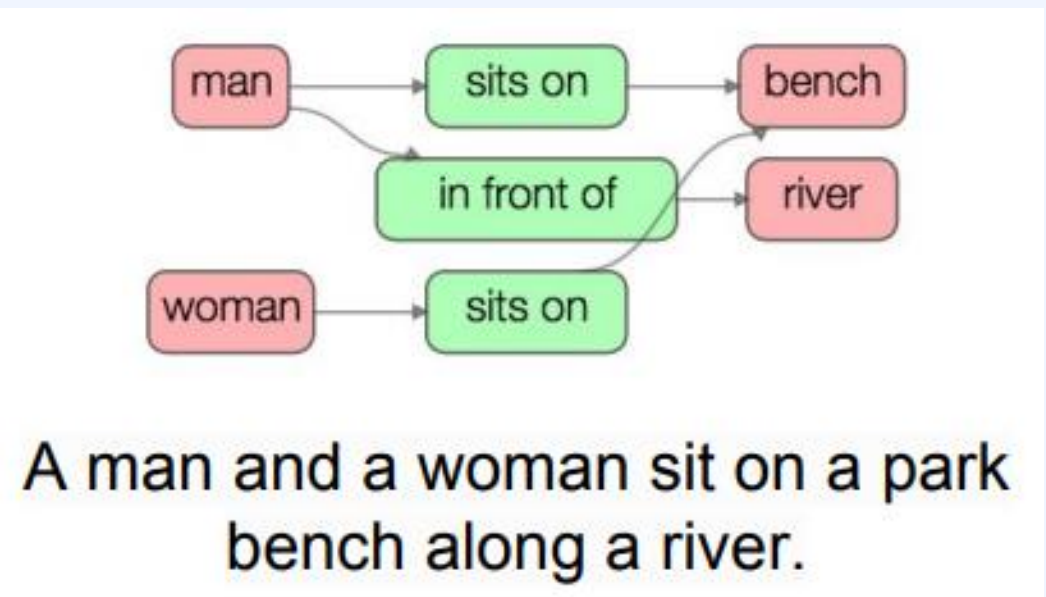 man sits on bench
in front of river
woman sits on
A man and a woman sit on a park
bench along a river.